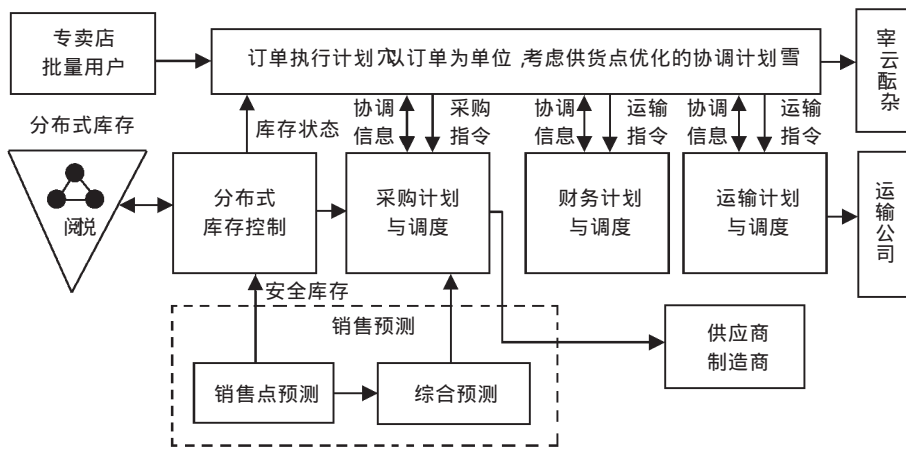 专卖店
批量用户
订单执行计划穴以订单为单位,考虑供货点优化的协调计划雪
宰云酝杂
分布式库存
库存状态
协调
信息
采购
指令
协调
信息
运输
指令
协调
信息
运输
指令
阅悦
分布式
库存控制
采购计划
与调度
财务计划
与调度
运输计划
与调度
运输公司
安全库存
销售预测
供应商
制造商
销售点预测
综合预测